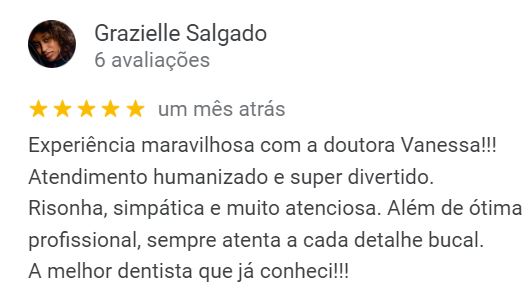 Grazielle Salgado
6 avaliações
um mês atrás
Experiência maravilhosa com a doutora Vanessa!!!
Atendimento humanizado e super divertido.
Risonha, simpática e muito atenciosa. Além de ótima
profissional, sempre atenta a cada detalhe bucal.
A melhor dentista que já conheci!!!